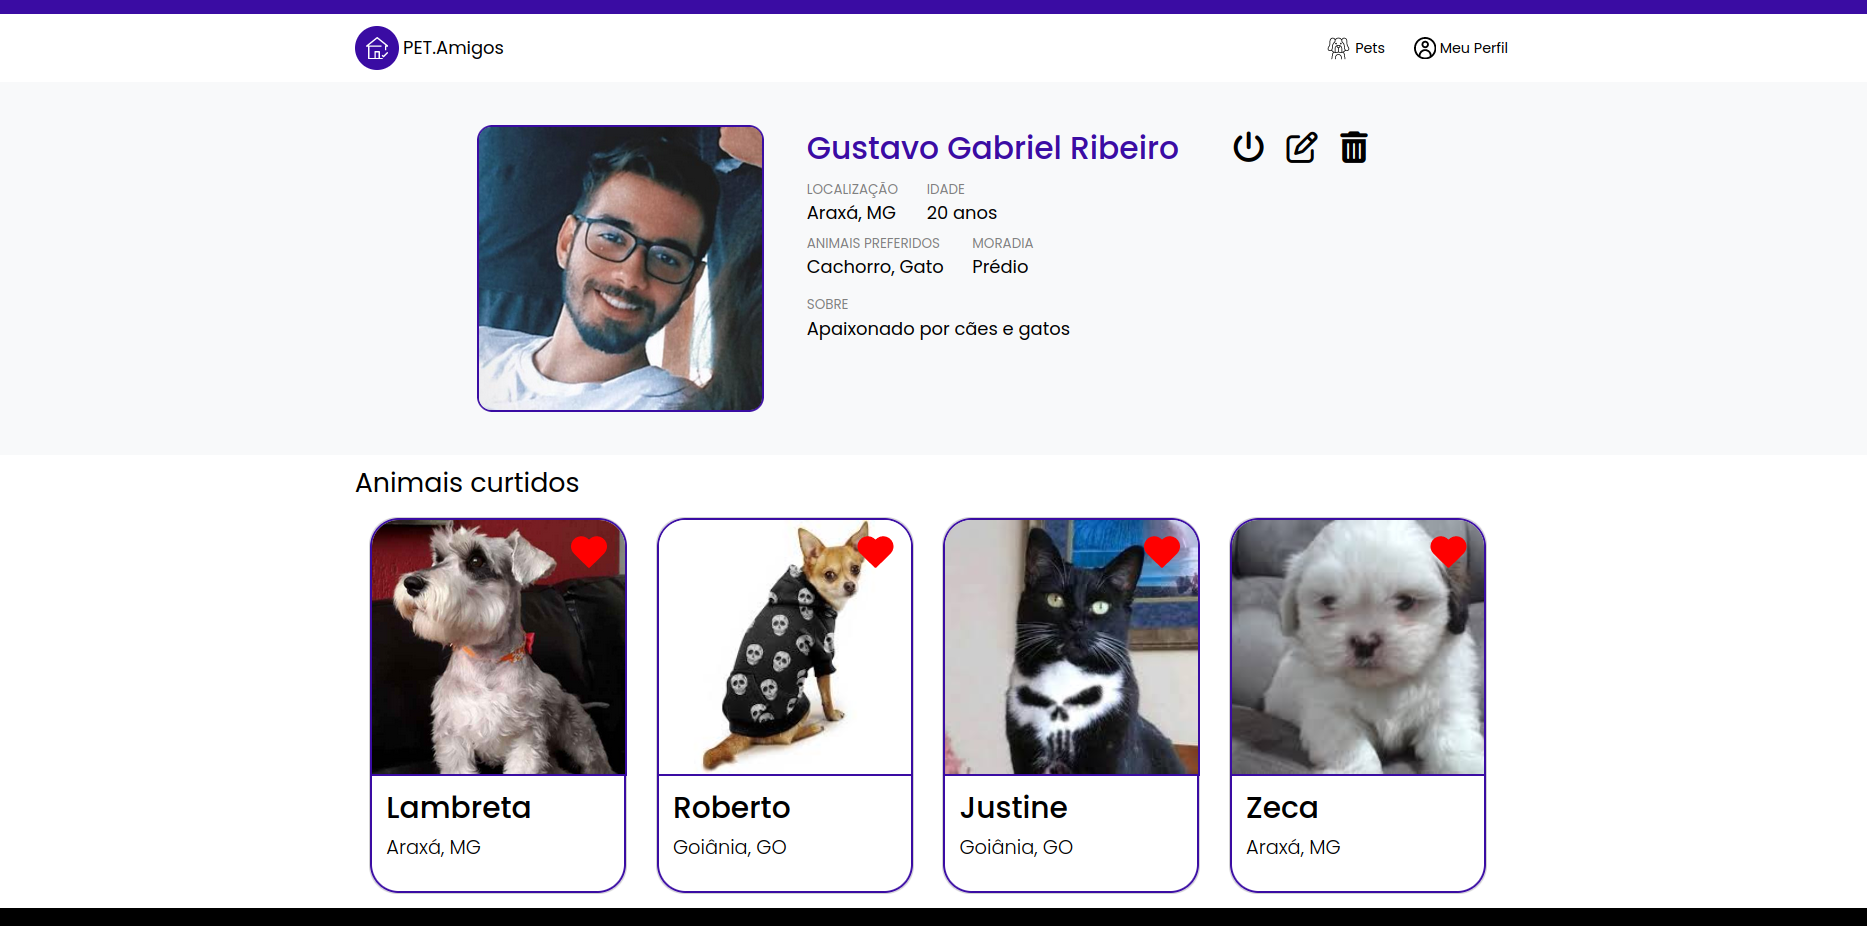 PET.Amigos
Pets
Meu Perfil
Gustavo Gabriel Ribeiro
LOCALIZAÇÃO IDADE
Araxá, MG 20 anos
ANIMAIS PREFERIDOS MORADIA
Cachorro, Gato Prédio
SOBRE
Apaixonado por cães e gatos
Animais curtidos
Lambreta
Araxá, MG
Roberto
Goiânia, GO
Justine
Goiânia, GO
Zeca
Araxá, MG